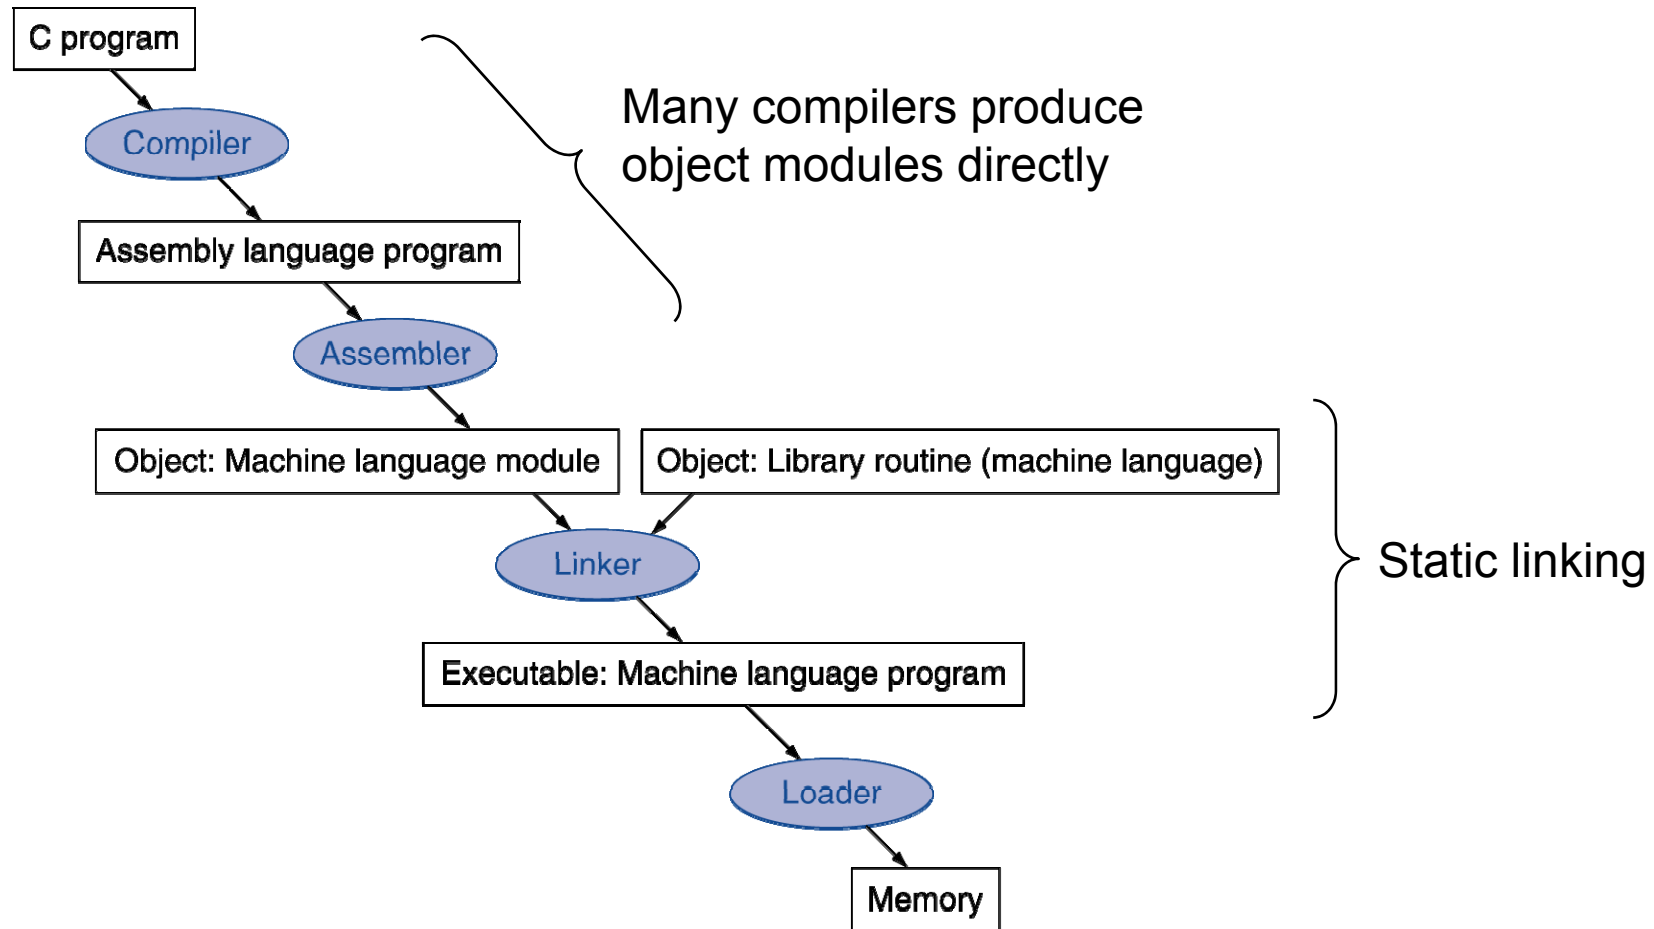 C program
Many compilers produce
object modules directly
Compiler
Assembly language program
Assembler
Object: Machine language module
Object: Library routine (machine language)
Linker
Static linking
Executable: Machine language program
Loader
Memory